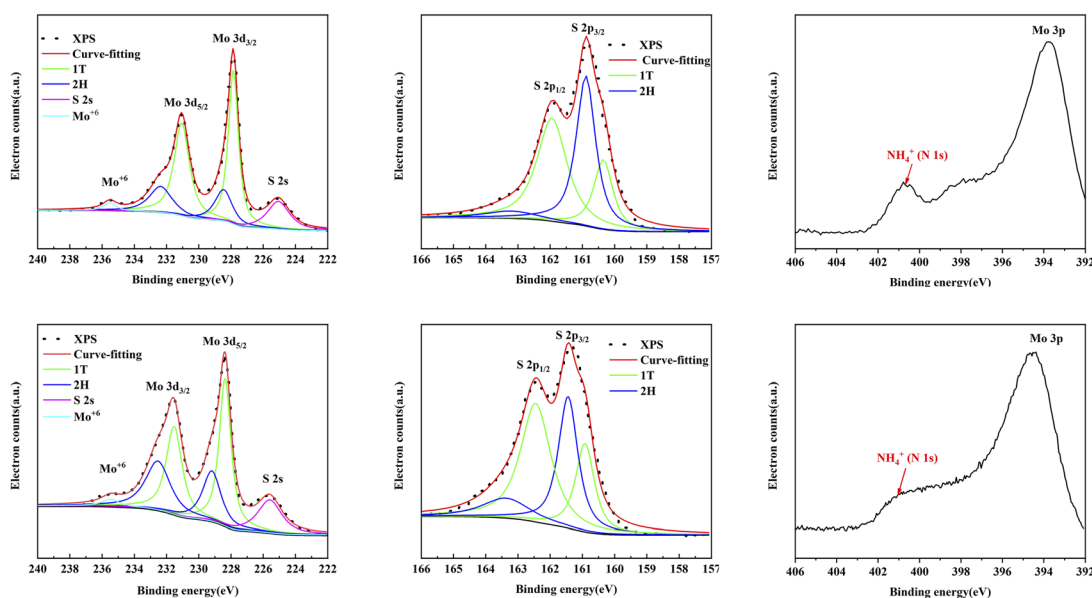 XPS
Curve-fitting
1T
2H
S 2s
Mo⁺⁶
Mo 3d₃/₂
Mo 3d₅/₂
Mo⁺⁶
S 2s
Electron counts(a.u.)
240 238 236 234 232 230 228 226 224 222
Binding energy(eV)
S 2p₃/₂
S 2p₁/₂
XPS
Curve-fitting
1T
2H
Electron counts(a.u.)
166 165 164 163 162 161 160 159 158 157
Binding energy(eV)
Mo 3p
NH₄⁺ (N 1s)
Electron counts(a.u.)
406 404 402 400 398 396 394 392
Binding energy(eV)
XPS
Curve-fitting
1T
2H
S 2s
Mo⁺⁶
Mo 3d₅/₂
Mo 3d₃/₂
Mo⁺⁶
S 2s
Electron counts(a.u.)
240 238 236 234 232 230 228 226 224 222
Binding energy(eV)
S 2p₃/₂
S 2p₁/₂
XPS
Curve-fitting
1T
2H
Electron counts(a.u.)
166 165 164 163 162 161 160 159 158 157
Binding energy(eV)
Mo 3p
NH₄⁺ (N 1s)
Electron counts(a.u.)
406 404 402 400 398 396 394 392
Binding energy(eV)